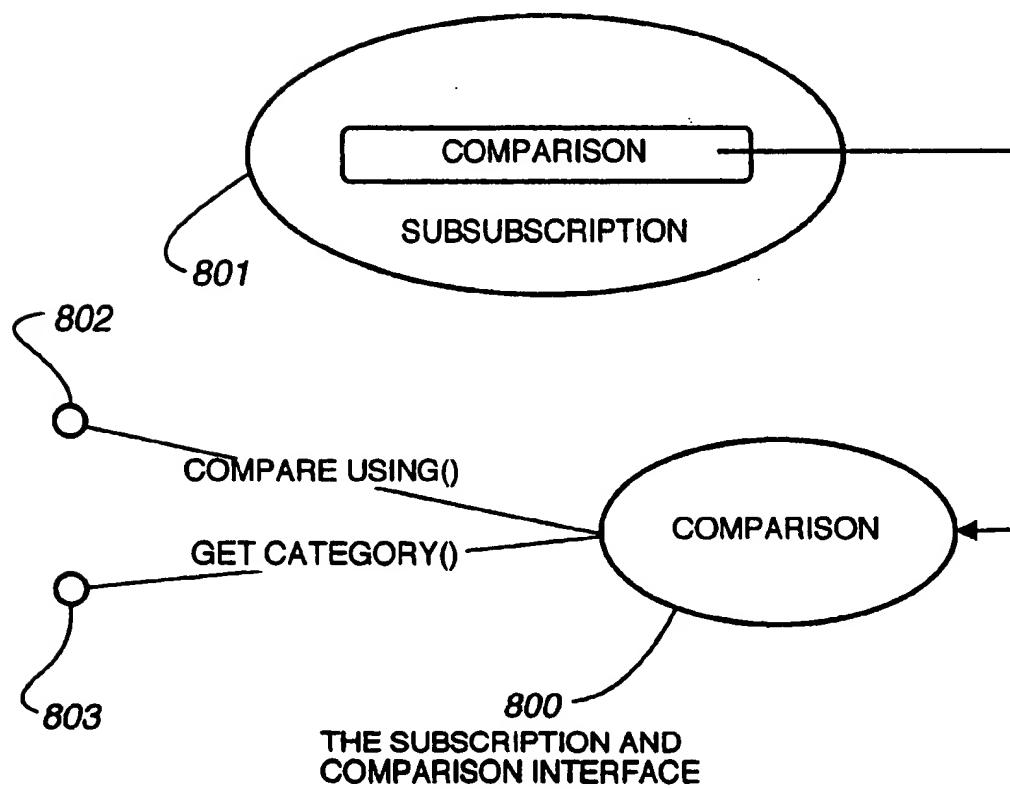 COMPARISON
SUBSUBSCRIPTION
801
802
COMPARE USING()
COMPARISON
GET CATEGORY()
803
800
THE SUBSCRIPTION AND
COMPARISON INTERFACE